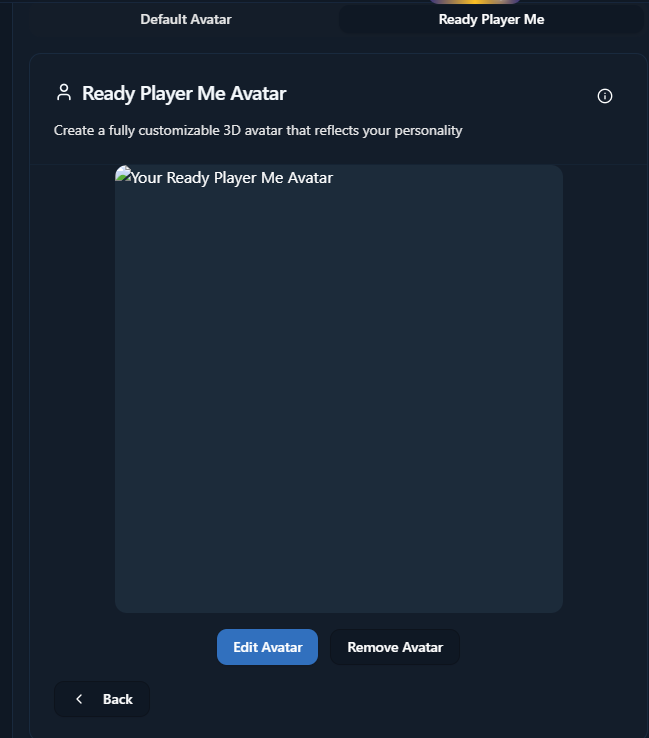 Default Avatar
Ready Player Me
Ready Player Me Avatar
Create a fully customizable 3D avatar that reflects your personality
Your Ready Player Me Avatar
Edit Avatar
Remove Avatar
Back